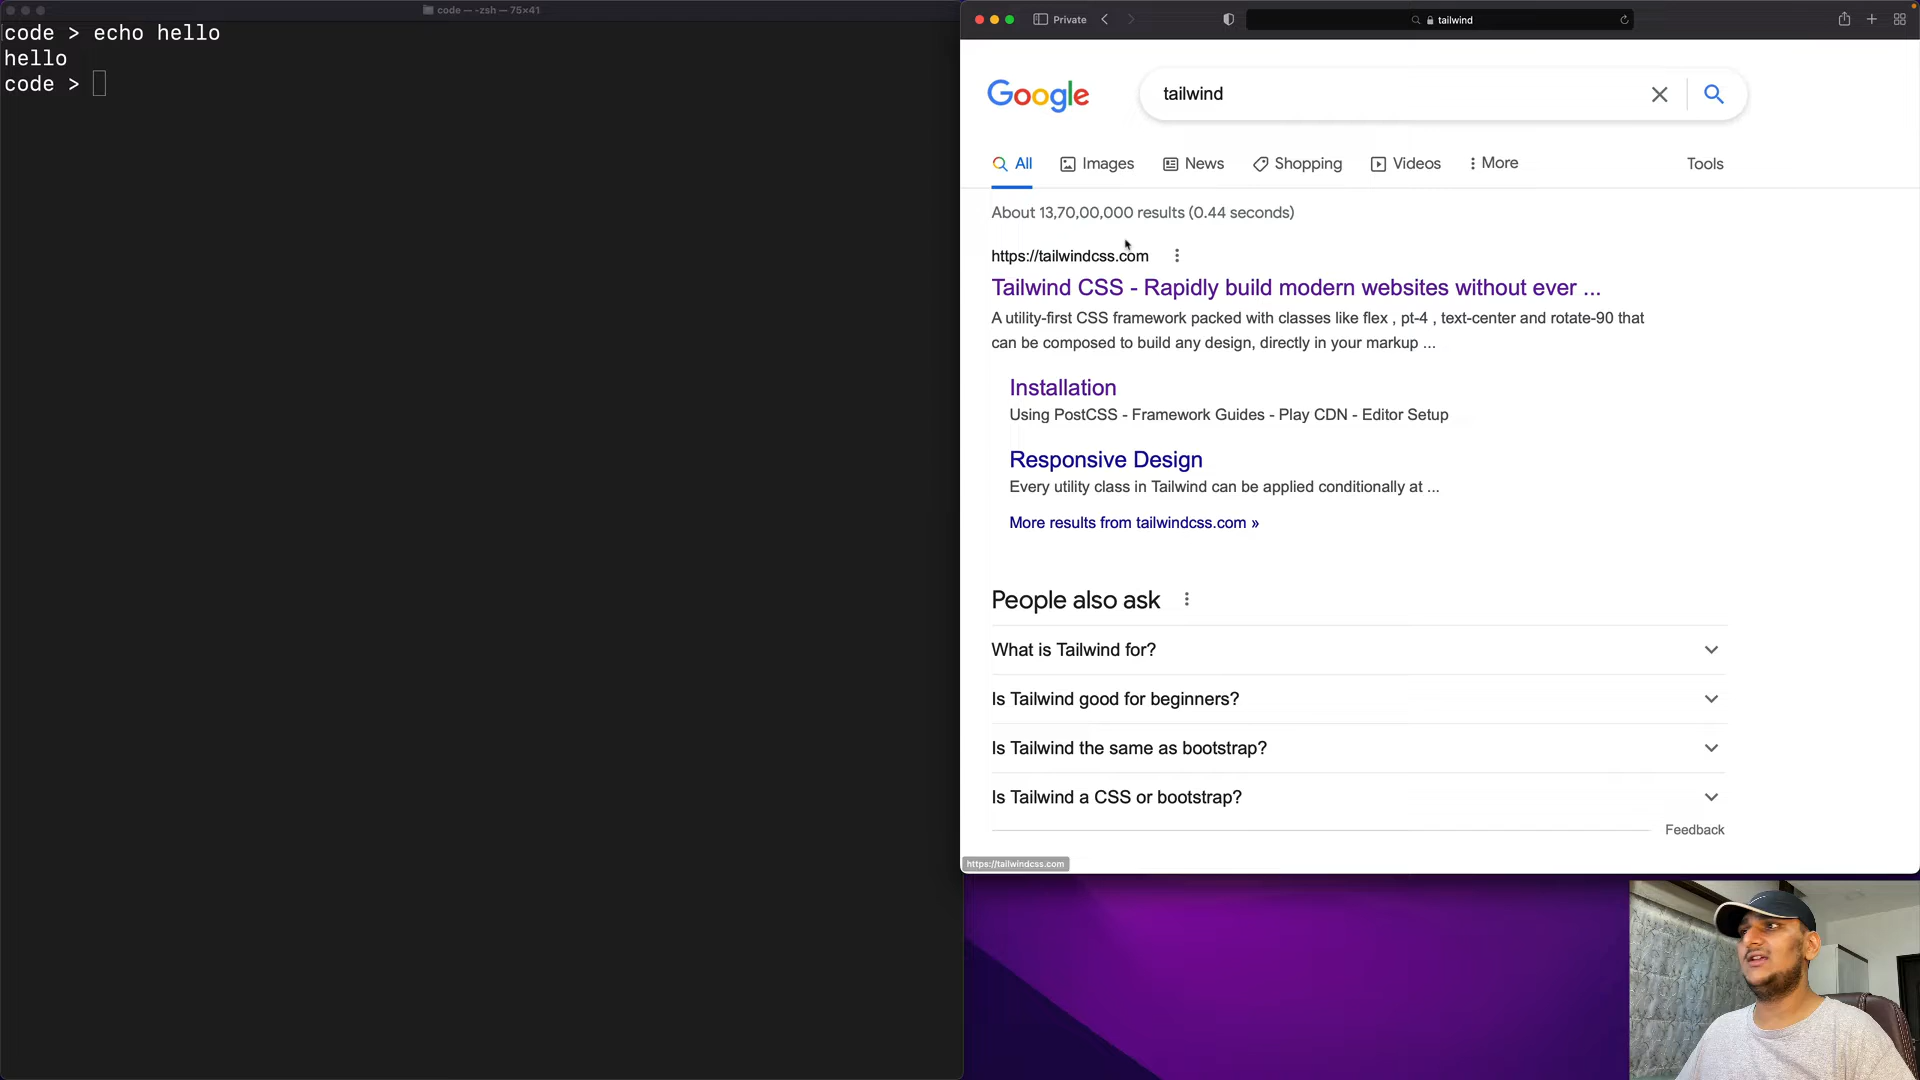 code — -zsh — 75×41
code > echo hello
hello
code >
Private
tailwind
Google
tailwind
All
Images
News
Shopping
Videos
More
Tools
About 13,70,00,000 results (0.44 seconds)
https://tailwindcss.com
Tailwind CSS - Rapidly build modern websites without ever ...
A utility-first CSS framework packed with classes like flex , pt-4 , text-center and rotate-90 that
can be composed to build any design, directly in your markup ...
Installation
Using PostCSS - Framework Guides - Play CDN - Editor Setup
Responsive Design
Every utility class in Tailwind can be applied conditionally at ...
More results from tailwindcss.com »
People also ask
What is Tailwind for?
Is Tailwind good for beginners?
Is Tailwind the same as bootstrap?
Is Tailwind a CSS or bootstrap?
Feedback
https://tailwindcss.com